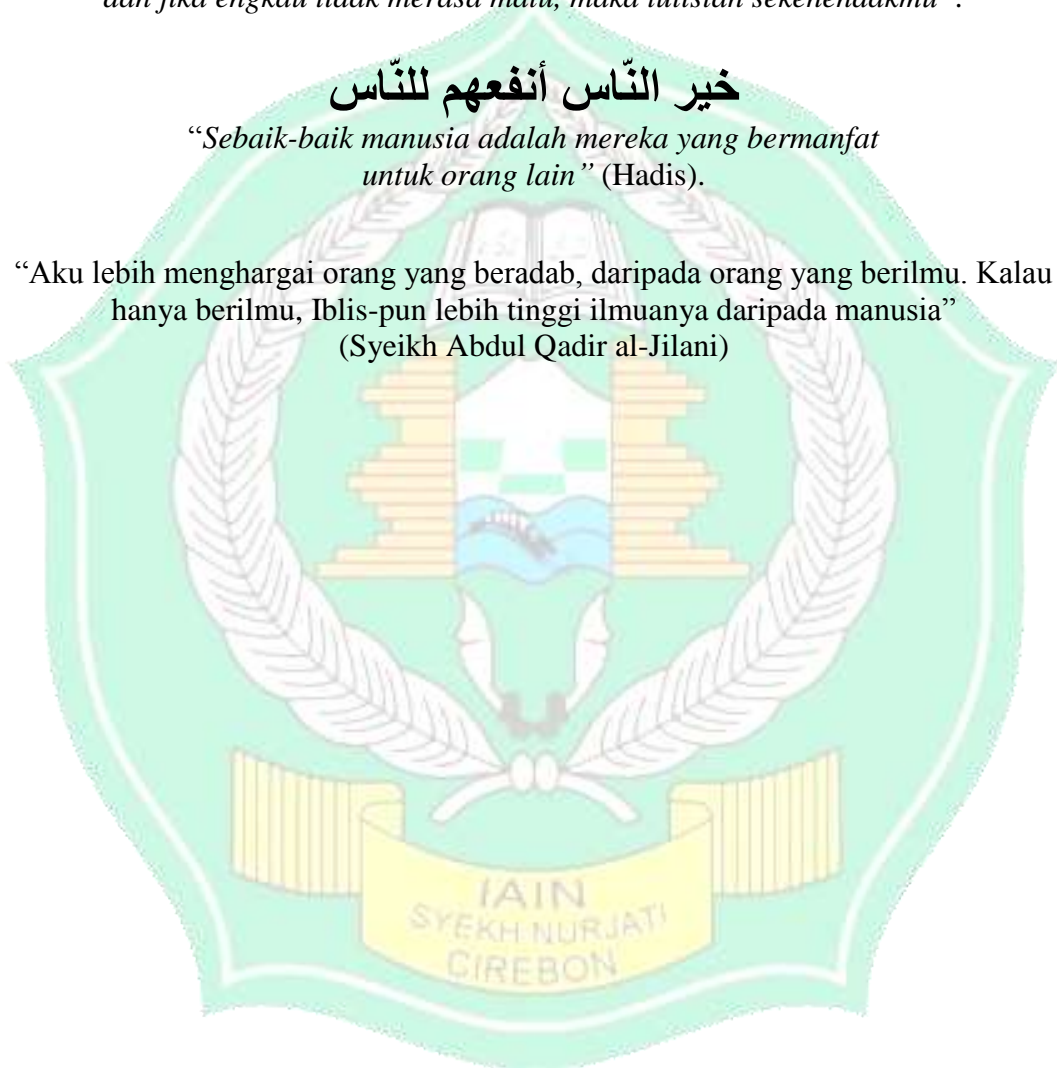 dan jika engkau tidak merasa malu, maka tulislah sekehendakmu”.
خير النّاس أنفعهم للنّاس
“Sebaik-baik manusia adalah mereka yang bermanfat
untuk orang lain” (Hadis).
“Aku lebih menghargai orang yang beradab, daripada orang yang berilmu. Kalau
hanya berilmu, Iblis-pun lebih tinggi ilmuanya daripada manusia”
(Syeikh Abdul Qadir al-Jilani)
IAIN
SYEKH NURJATI
CIREBON